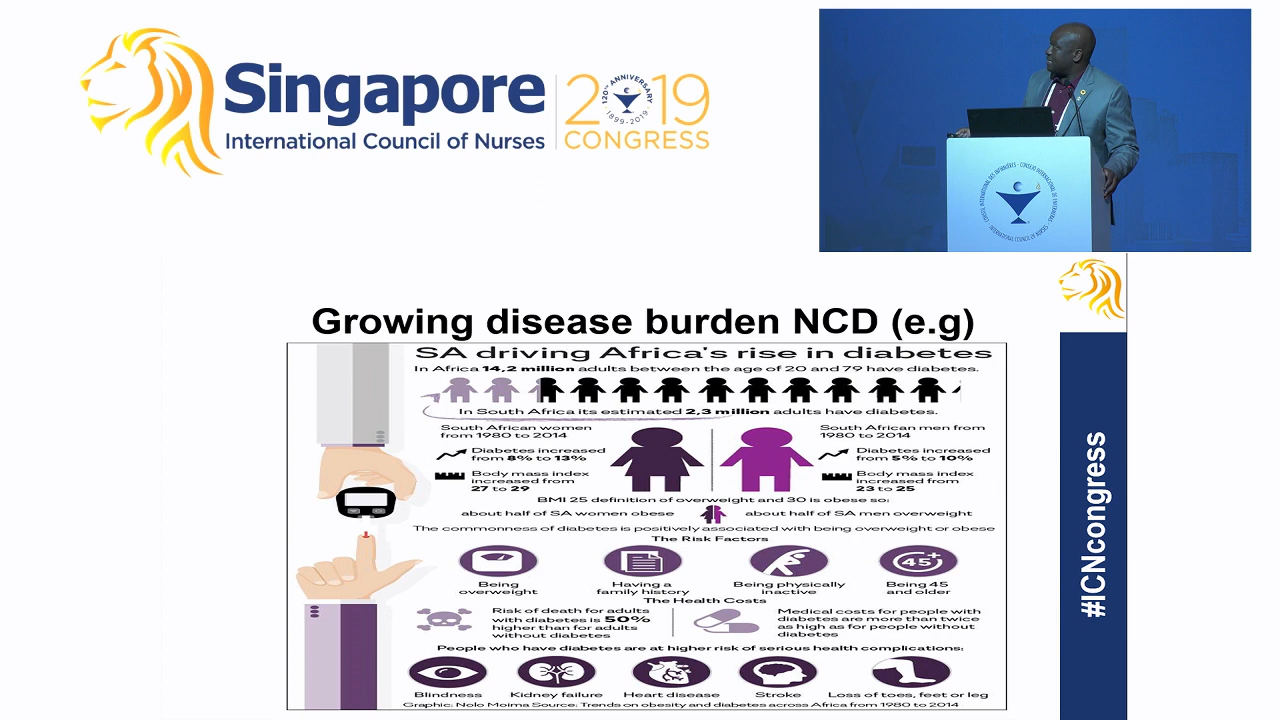 Singapore
International Council of Nurses
2019
120TH ANNIVERSARY
1899-2019
CONGRESS
Growing disease burden NCD (e.g)
SA driving Africa's rise in diabetes
In Africa 14,2 million adults between the age of 20 and 79 have diabetes.
In South Africa its estimated 2,3 million adults have diabetes.
South African women
from 1980 to 2014
Diabetes increased
from 8% to 13%
Body mass index
increased from
27 to 29
South African men from
1980 to 2014
Diabetes increased
from 5% to 10%
Body mass index
increased from
23 to 25
BMI 25 definition of overweight and 30 is obese so:
about half of SA women obese
about half of SA men overweight
The commonness of diabetes is positively associated with being overweight or obese
The Risk Factors
Being
overweight
Having a
family history
Being physically
inactive
45+
Being 45
and older
The Health Costs
Risk of death for adults
with diabetes is 50%
higher than for adults
without diabetes
Medical costs for people with
diabetes are more than twice
as high as for people without
diabetes
People who have diabetes are at higher risk of serious health complications:
Blindness
Kidney failure
Heart disease
Stroke
Loss of toes, feet or leg
Graphic: Nolo Moima Source: Trends on obesity and diabetes across Africa from 1980 to 2014
#ICNcongress